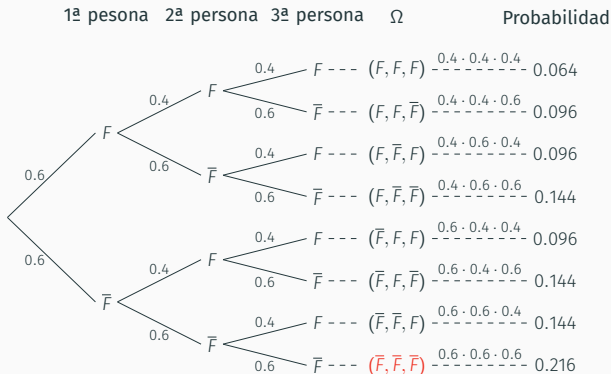 1ª pesona 2ª persona 3ª persona Ω Probabilidad
0.4 F (F, F, F) 0.4 · 0.4 · 0.4 0.064
0.4 F
0.6 F̅ (F, F, F̅) 0.4 · 0.4 · 0.6 0.096
0.6 F
0.4 F (F, F̅, F) 0.4 · 0.6 · 0.4 0.096
0.6 F̅
0.6 F̅ (F, F̅, F̅) 0.4 · 0.6 · 0.6 0.144
0.4 F (F̅, F, F) 0.6 · 0.4 · 0.4 0.096
0.4 F
0.6 F̅ (F̅, F, F̅) 0.6 · 0.4 · 0.6 0.144
0.6 F̅
0.4 F (F̅, F̅, F) 0.6 · 0.6 · 0.4 0.144
0.6 F̅
0.6 F̅ (F̅, F̅, F̅) 0.6 · 0.6 · 0.6 0.216